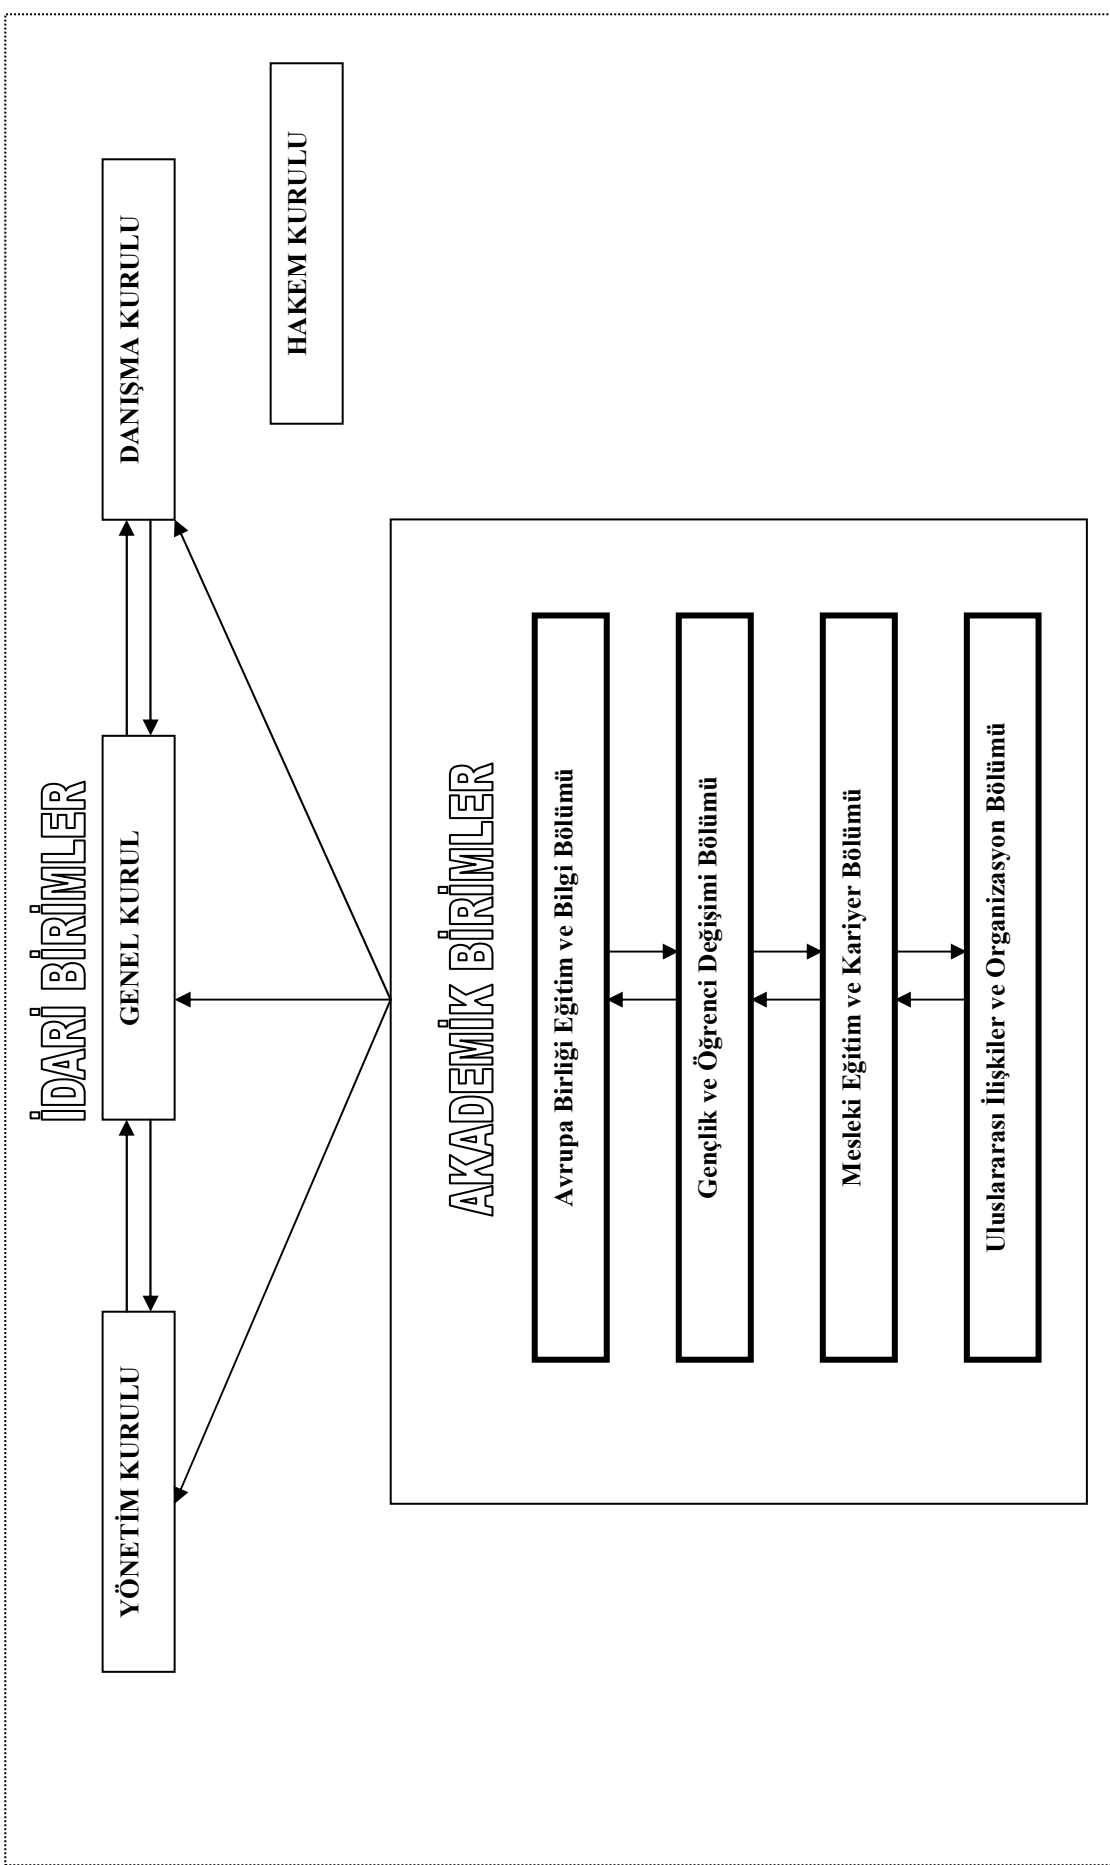 İDARİ BİRİMLER
YÖNETİM KURULU
GENEL KURUL
DANIŞMA KURULU
HAKEM KURULU
AKADEMİK BİRİMLER
Avrupa Birliği Eğitim ve Bilgi Bölümü
Gençlik ve Öğrenci Değişimi Bölümü
Mesleki Eğitim ve Kariyer Bölümü
Uluslararası İlişkiler ve Organizasyon Bölümü